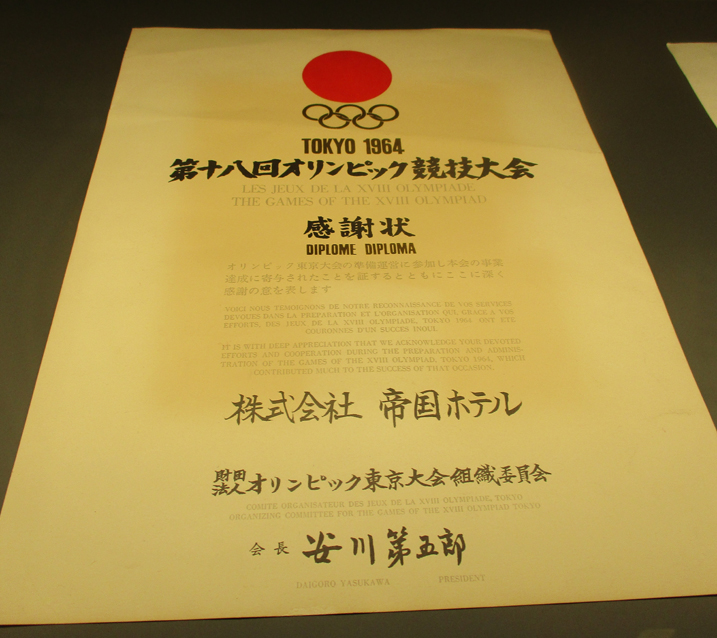 TOKYO 1964
第十八回オリンピック競技大会
LES JEUX DE LA XVIII OLYMPIADE
THE GAMES OF THE XVIII OLYMPIAD
感謝状
DIPLOME DIPLOMA
オリンピック東京大会の準備運営に参加し本会の事業
達成に寄与されたことを証するとともにここに深く
感謝の意を表します
VOICI NOUS TEMOIGNONS DE NOTRE RECONNAISSANCE DE VOS SERVICES
DEVOUES DANS LA PREPARATION ET L'ORGANISATION QUI, GRACE A VOS
EFFORTS, DES JEUX DE LA XVIII OLYMPIADE, TOKYO 1964 ONT ETE
COURONNES D'UN SUCCES INOUI.
IT IS WITH DEEP APPRECIATION THAT WE ACKNOWLEDGE YOUR DEVOTED
EFFORTS AND COOPERATION DURING THE PREPARATION AND ADMINIS-
TRATION OF THE GAMES OF THE XVIII OLYMPIAD, TOKYO 1964, WHICH
CONTRIBUTED MUCH TO THE SUCCESS OF THAT OCCASION.
株式会社 帝国ホテル
財団法人オリンピック東京大会組織委員会
COMITE ORGANISATEUR DES JEUX DE LA XVIII OLYMPIADE, TOKYO
ORGANIZING COMMITTEE FOR THE GAMES OF THE XVIII OLYMPIAD TOKYO
会長 安川第五郎
DAIGORO YASUKAWA PRESIDENT